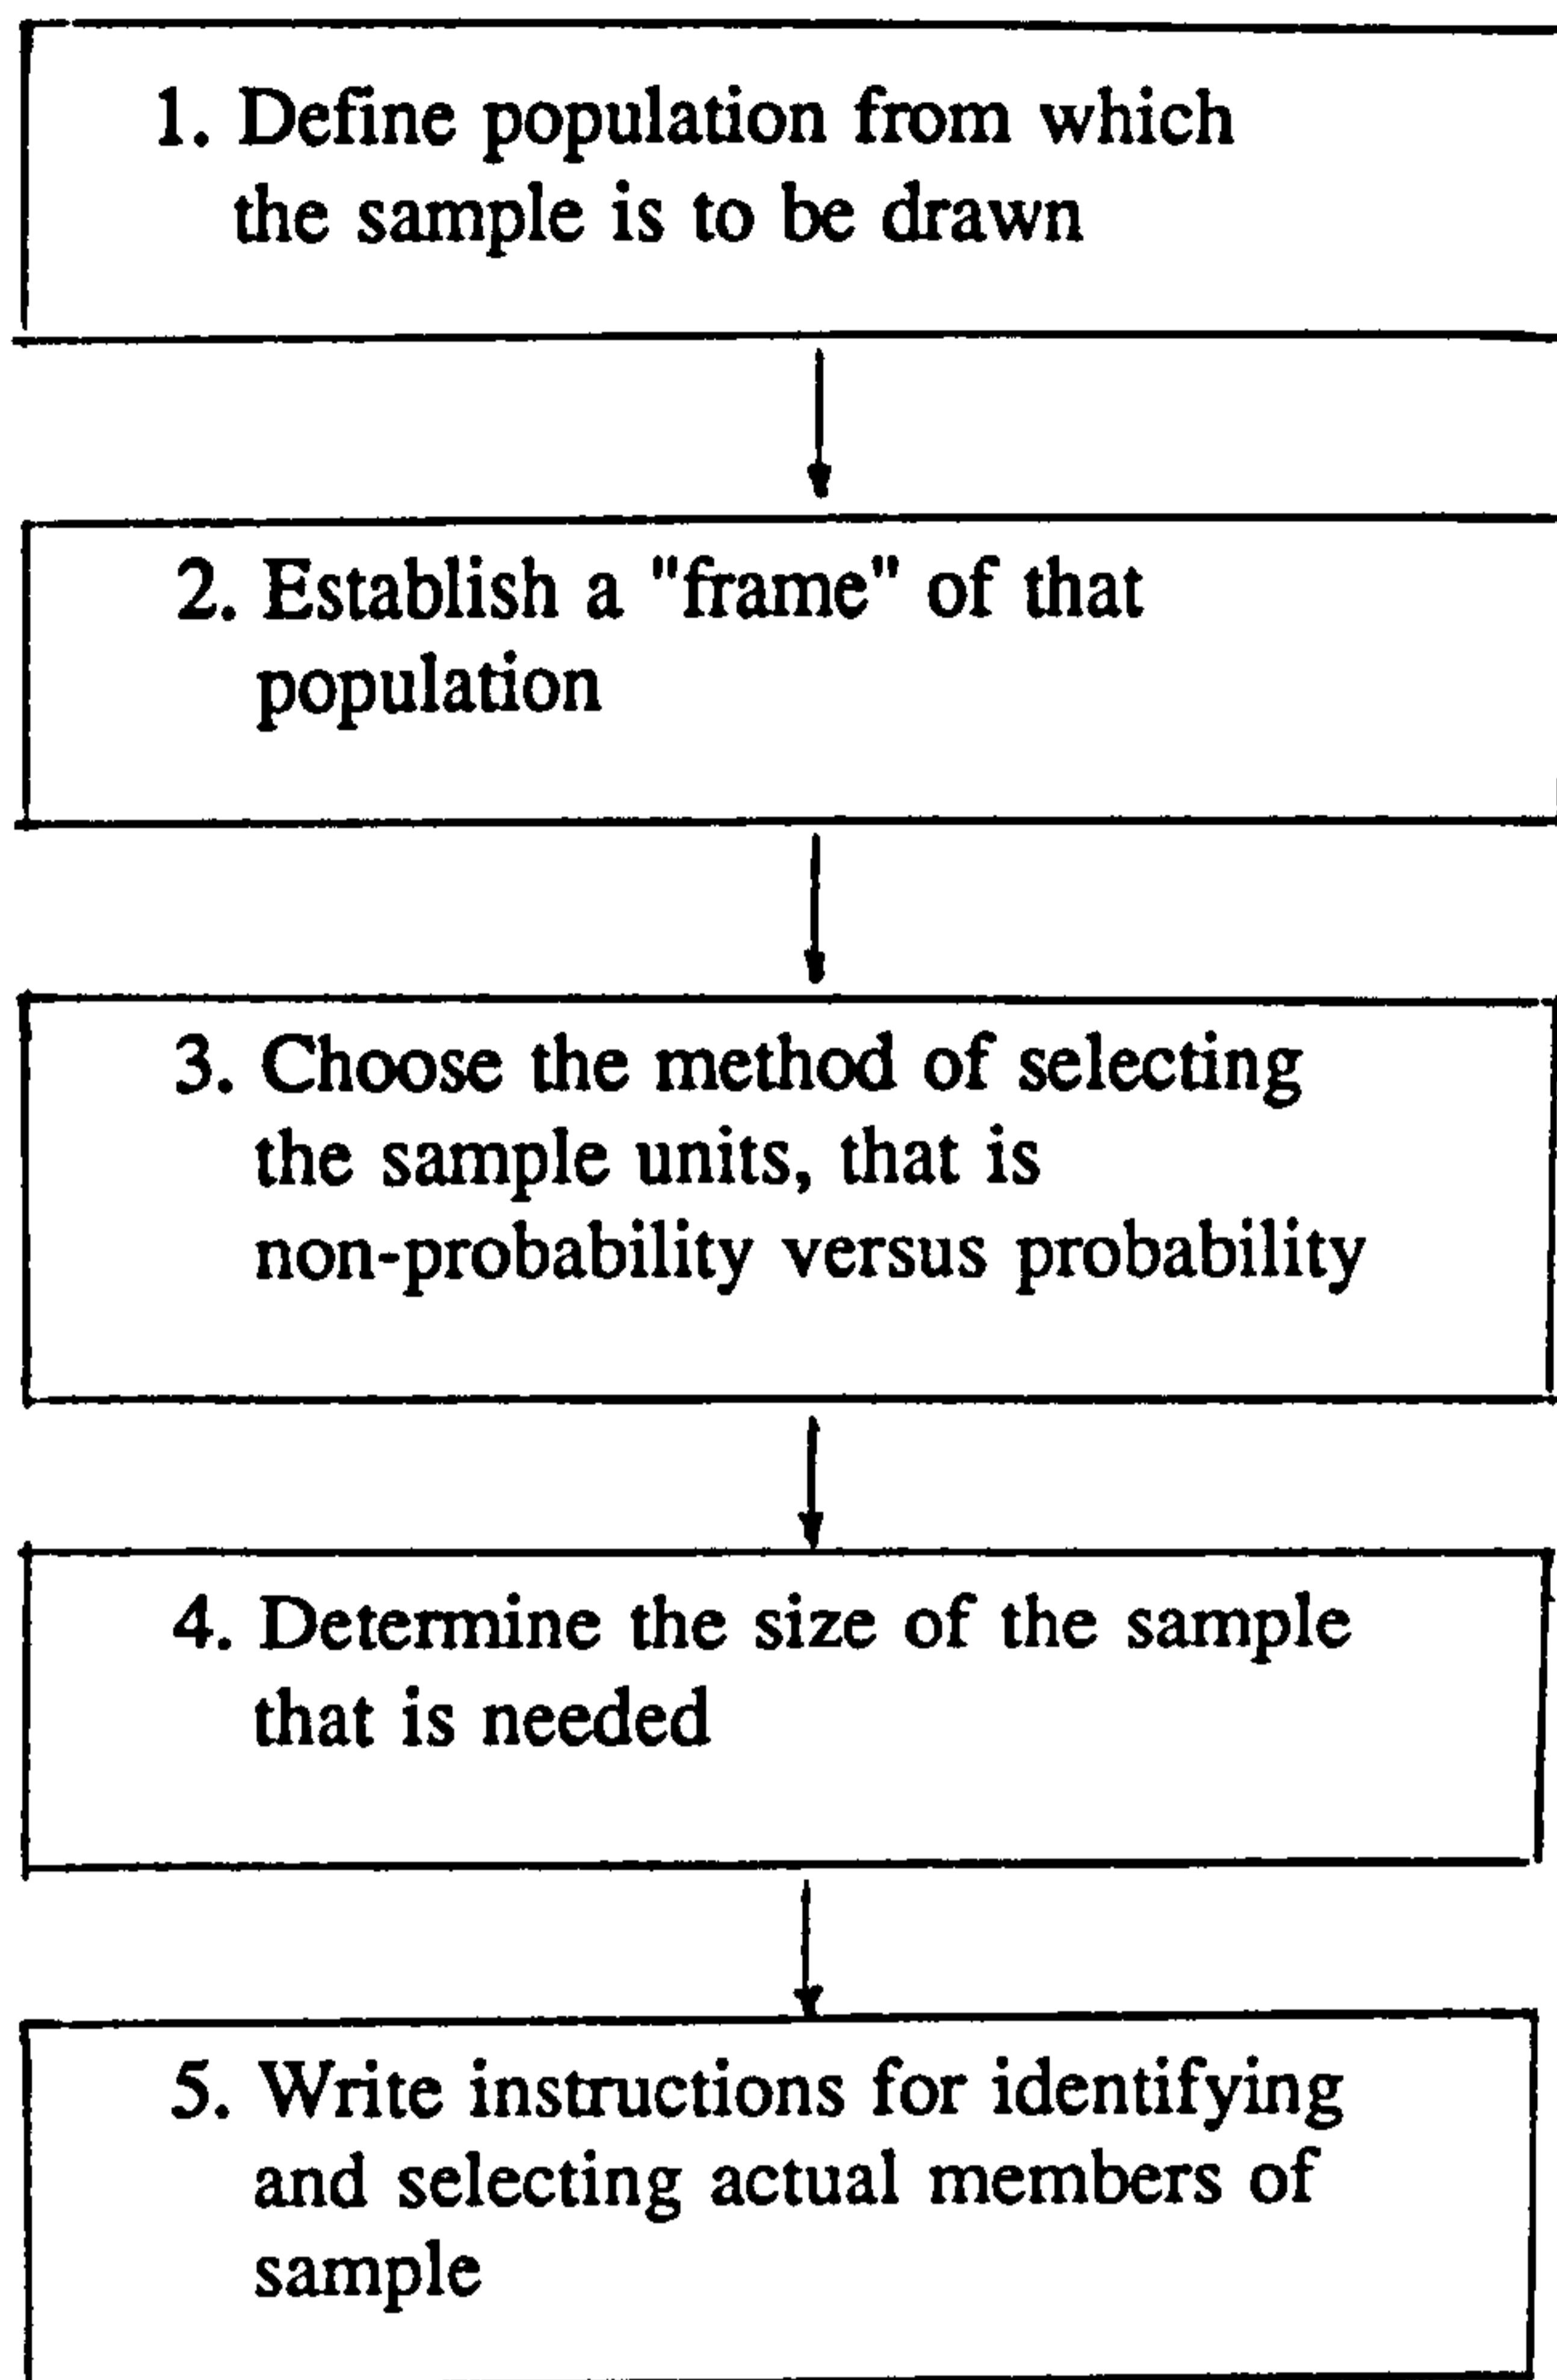 1. Define population from which
the sample is to be drawn
2. Establish a "frame" of that
population
3. Choose the method of selecting
the sample units, that is
non-probability versus probability
4. Determine the size of the sample
that is needed
5. Write instructions for identifying
and selecting actual members of
sample